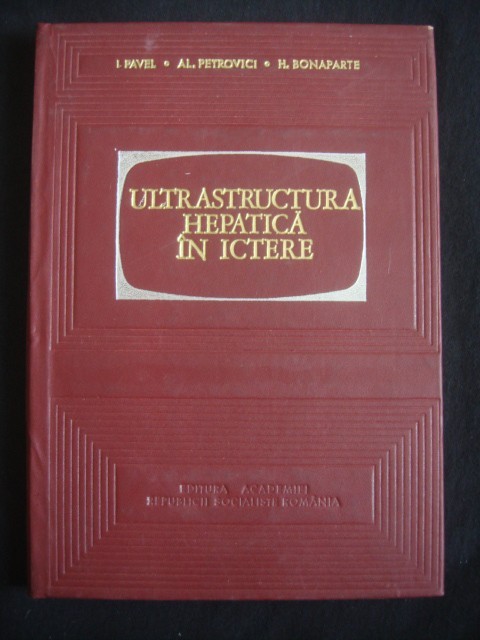 I. PAVEL • AL. PETROVICI • H. BONAPARTE
ULTRASTRUCTURA
HEPATICĂ
ÎN ICTERE
EDITURA ACADEMIEI
REPUBLICII SOCIALISTE ROMÂNIA